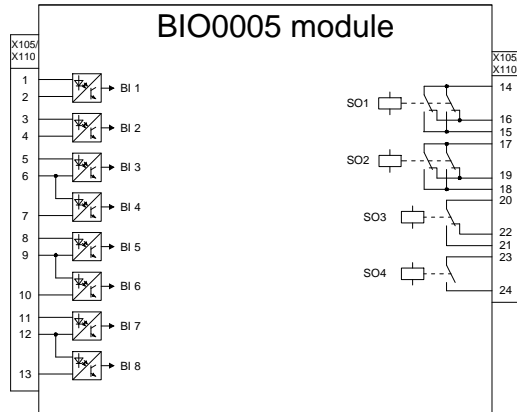 BIO0005 module
X105/
X110
1
2
BI 1
3
4
BI 2
5
6
BI 3
7
BI 4
8
9
BI 5
10
BI 6
11
12
BI 7
13
BI 8
X105/
X110
SO1
14
16
15
SO2
17
19
18
SO3
20
22
21
SO4
23
24